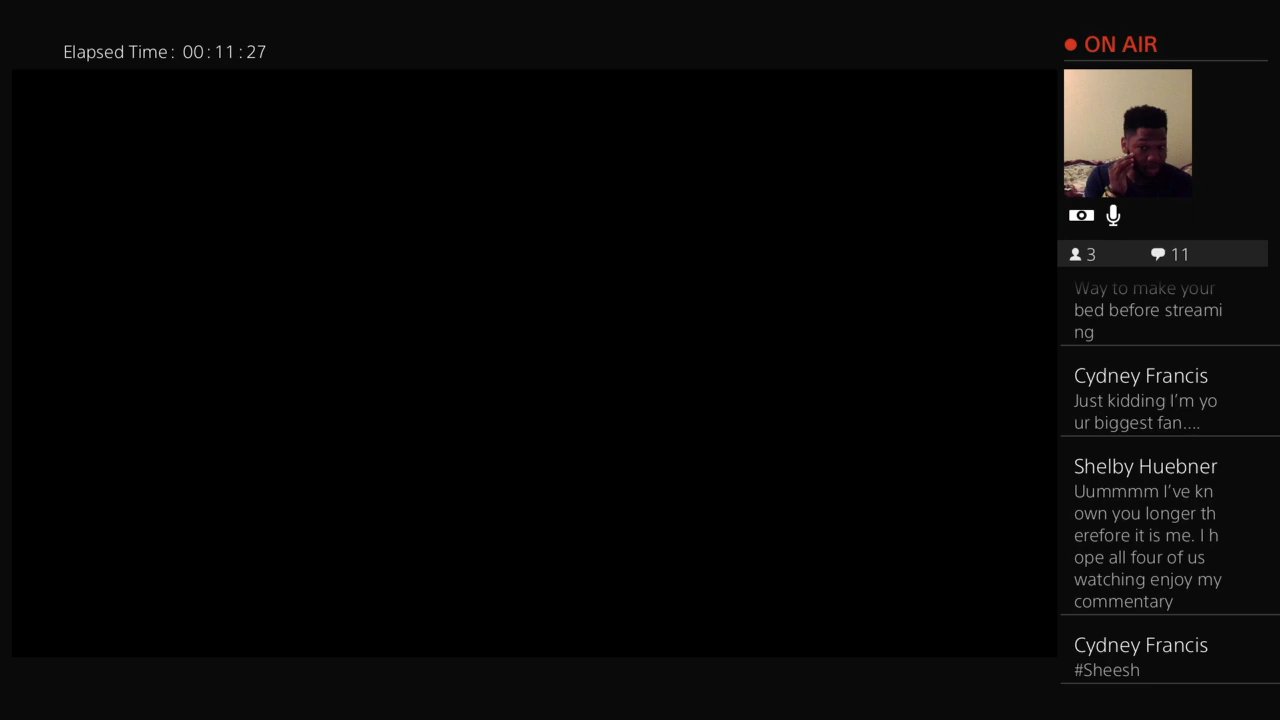 Elapsed Time: 00:11:27
ON AIR
3 11
Way to make your
bed before streami
ng
Cydney Francis
Just kidding I'm yo
ur biggest fan....
Shelby Huebner
Uummmm I've kn
own you longer th
erefore it is me. I h
ope all four of us
watching enjoy my
commentary
Cydney Francis
#Sheesh